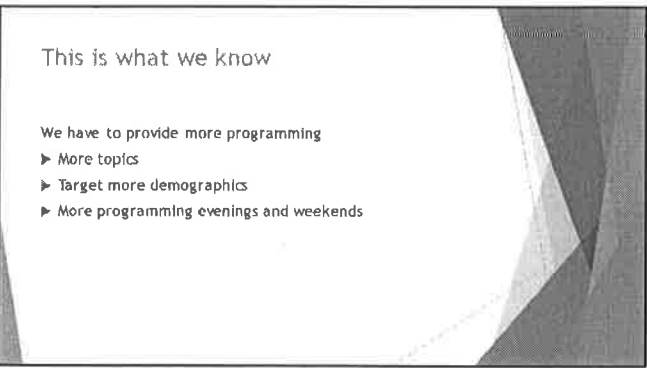 This is what we know
We have to provide more programming
➤ More topics
➤ Target more demographics
➤ More programming evenings and weekends